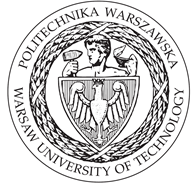 POLITECHNIKA WARSZAWSKA
WARSAW UNIVERSITY OF TECHNOLOGY